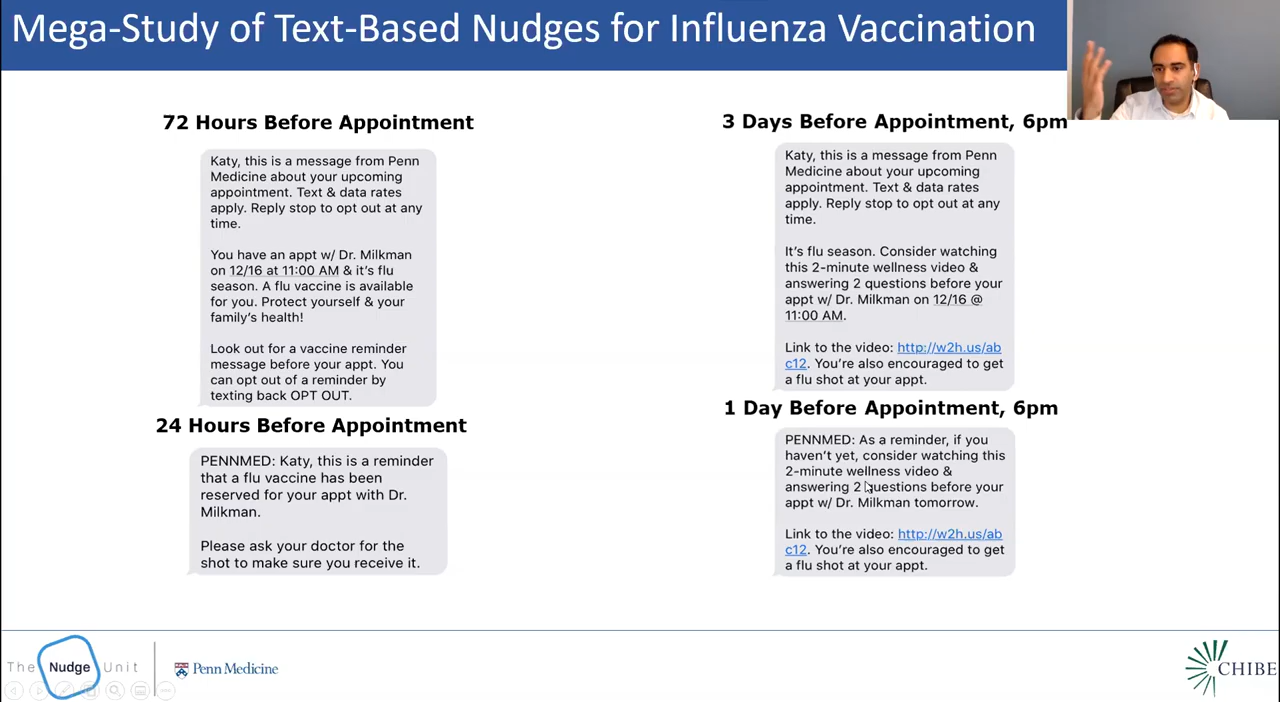 Mega-Study of Text-Based Nudges for Influenza Vaccination
72 Hours Before Appointment
Katy, this is a message from Penn
Medicine about your upcoming
appointment. Text & data rates
apply. Reply stop to opt out at any
time.
You have an appt w/ Dr. Milkman
on 12/16 at 11:00 AM & it's flu
season. A flu vaccine is available
for you. Protect yourself & your
family's health!
Look out for a vaccine reminder
message before your appt. You
can opt out of a reminder by
texting back OPT OUT.
24 Hours Before Appointment
PENNMED: Katy, this is a reminder
that a flu vaccine has been
reserved for your appt with Dr.
Milkman.
Please ask your doctor for the
shot to make sure you receive it.
3 Days Before Appointment, 6pm
Katy, this is a message from Penn
Medicine about your upcoming
appointment. Text & data rates
apply. Reply stop to opt out at any
time.
It's flu season. Consider watching
this 2-minute wellness video &
answering 2 questions before your
appt w/ Dr. Milkman on 12/16 @
11:00 AM.
Link to the video: http://w2h.us/ab
c12. You're also encouraged to get
a flu shot at your appt.
1 Day Before Appointment, 6pm
PENNMED: As a reminder, if you
haven't yet, consider watching this
2-minute wellness video &
answering 2 questions before your
appt w/ Dr. Milkman tomorrow.
Link to the video: http://w2h.us/ab
c12. You're also encouraged to get
a flu shot at your appt.
The Nudge Unit
Penn Medicine
CHIBE